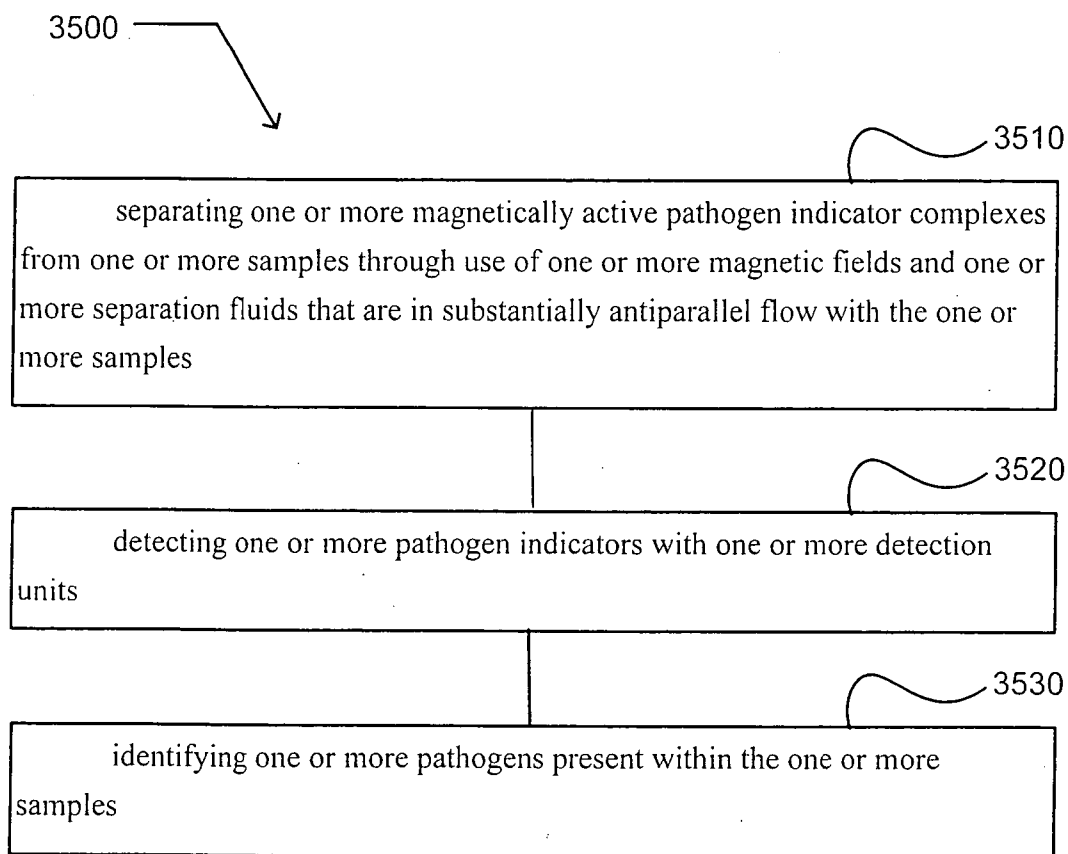 3500
3510
separating one or more magnetically active pathogen indicator complexes
from one or more samples through use of one or more magnetic fields and one or
more separation fluids that are in substantially antiparallel flow with the one or
more samples
3520
detecting one or more pathogen indicators with one or more detection
units
3530
identifying one or more pathogens present within the one or more
samples